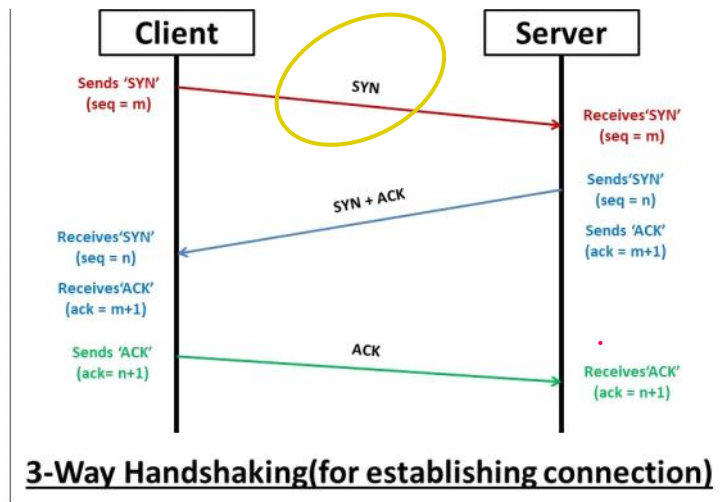 Client
Server
Sends ‘SYN’
(seq = m)
SYN
Receives‘SYN’
(seq = m)
Sends‘SYN’
(seq = n)
SYN + ACK
Sends ‘ACK’
(ack = m+1)
Receives‘SYN’
(seq = n)
Receives‘ACK’
(ack = m+1)
Sends ‘ACK’
(ack= n+1)
ACK
Receives‘ACK’
(ack = n+1)
3-Way Handshaking(for establishing connection)